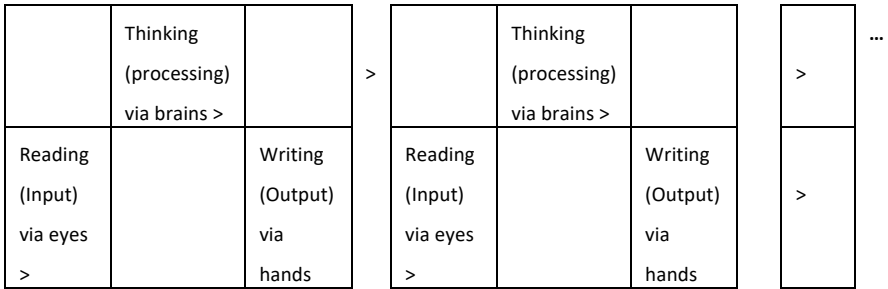 Thinking
(processing)
via brains >
>
Thinking
(processing)
via brains >
>
...
Reading
(Input)
via eyes
>
Writing
(Output)
via
hands
Reading
(Input)
via eyes
>
Writing
(Output)
via
hands
>